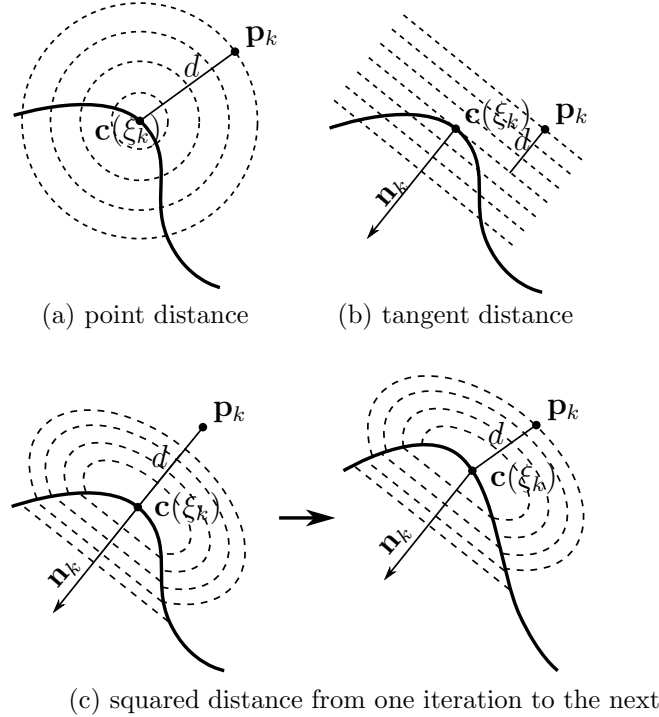 p_k
d
c(ξ_k)
(a) point distance
c(ξ_k)
p_k
d
n_k
(b) tangent distance
p_k
d
c(ξ_k)
n_k
p_k
d
c(ξ_k)
n_k
(c) squared distance from one iteration to the next